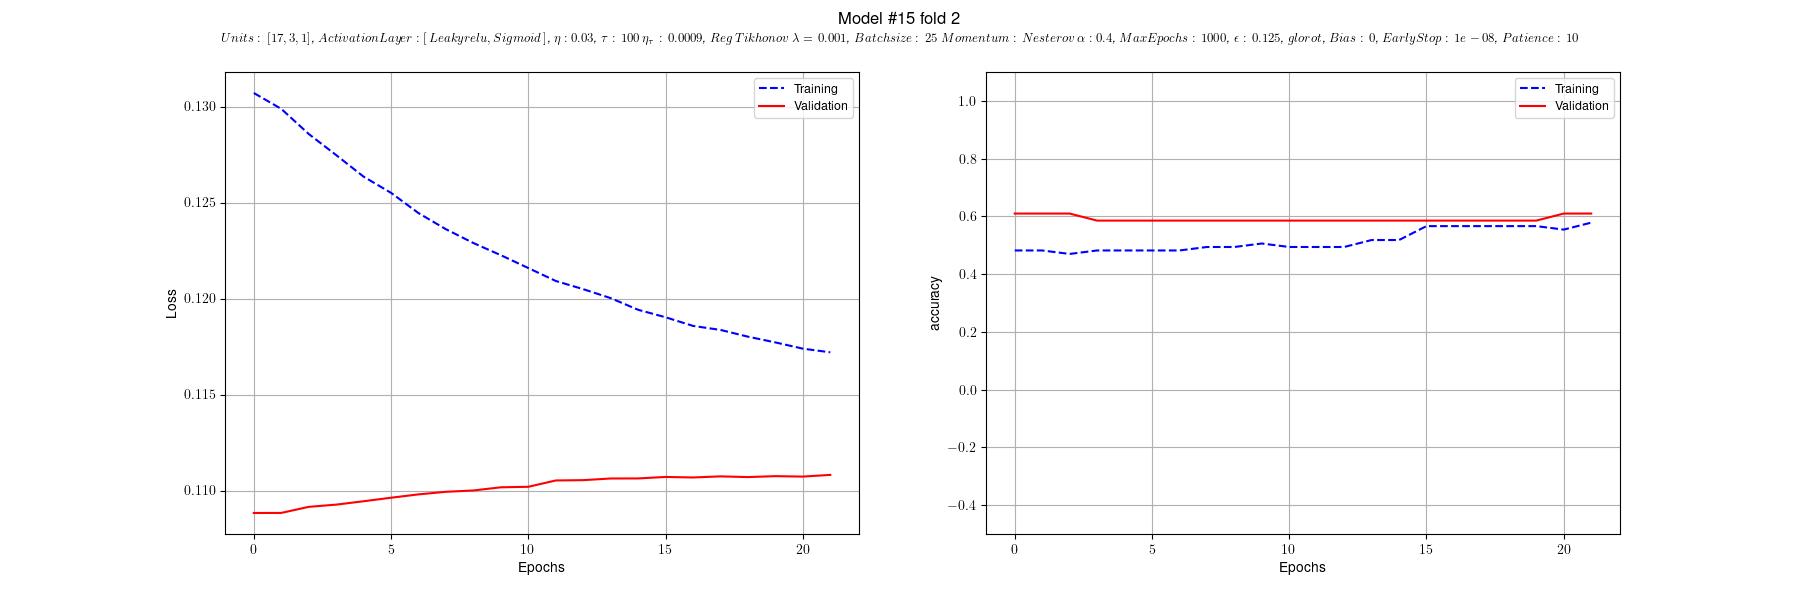 Model #15 fold 2
Units : [17, 3, 1], ActivationLayer : [Leakyrelu, Sigmoid], η : 0.03, τ : 100 ητ : 0.0009, Reg Tikhonov λ = 0.001, Batchsize : 25 Momentum : Nesterov α : 0.4, MaxEpochs : 1000, ϵ : 0.125, glorot, Bias : 0, EarlyStop : 1e − 08, Patience : 10
Training
Validation
0.130
0.125
0.120
0.115
0.110
Loss
0 5 10 15 20
Epochs
Training
Validation
1.0
0.8
0.6
0.4
0.2
0.0
−0.2
−0.4
accuracy
0 5 10 15 20
Epochs